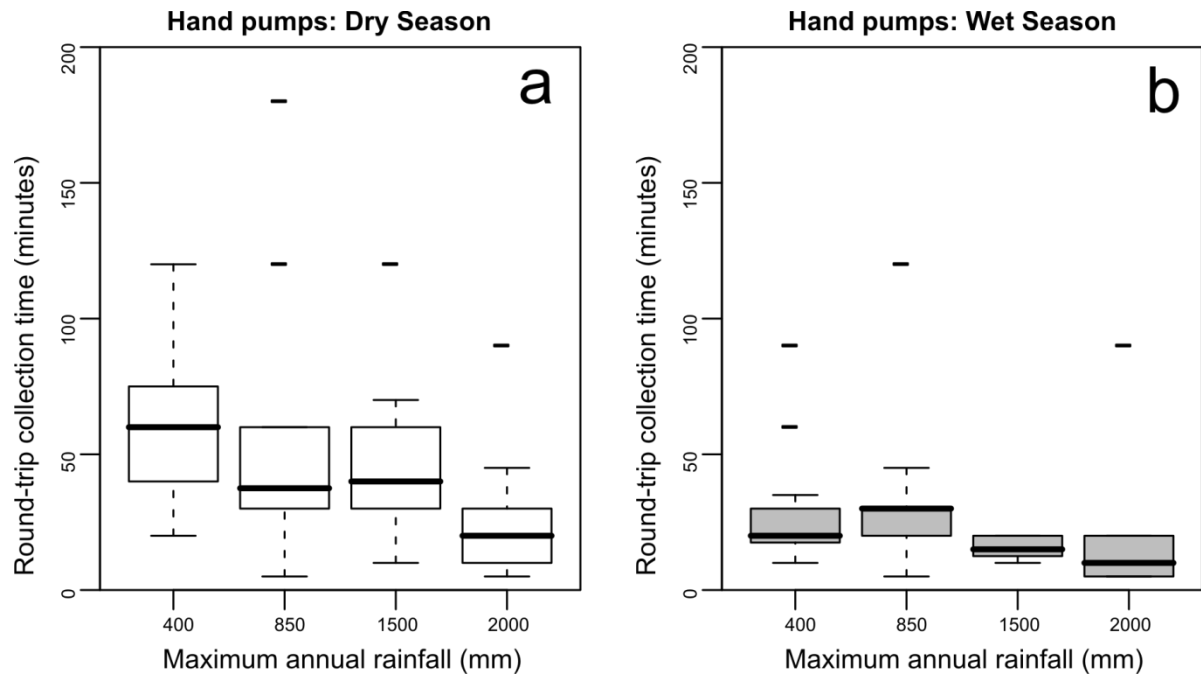 Hand pumps: Dry Season
a
Round-trip collection time (minutes)
200
150
100
50
0
400 850 1500 2000
Maximum annual rainfall (mm)
Hand pumps: Wet Season
b
Round-trip collection time (minutes)
200
150
100
50
0
400 850 1500 2000
Maximum annual rainfall (mm)